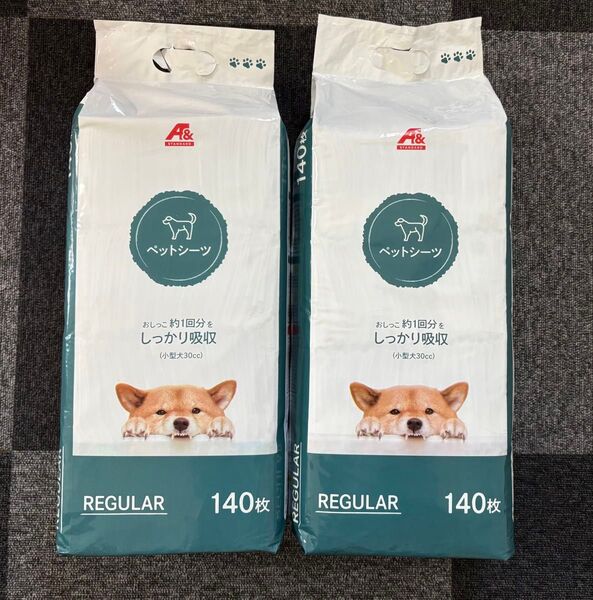 A&
STANDARD
ペットシーツ
おしっこ約1回分を
しっかり吸収
(小型犬30cc)
REGULAR 140枚
REGULAR
A&
STANDARD
140枚
ペットシーツ
おしっこ約1回分を
しっかり吸収
(小型犬30cc)
REGULAR 140枚
REGULAR